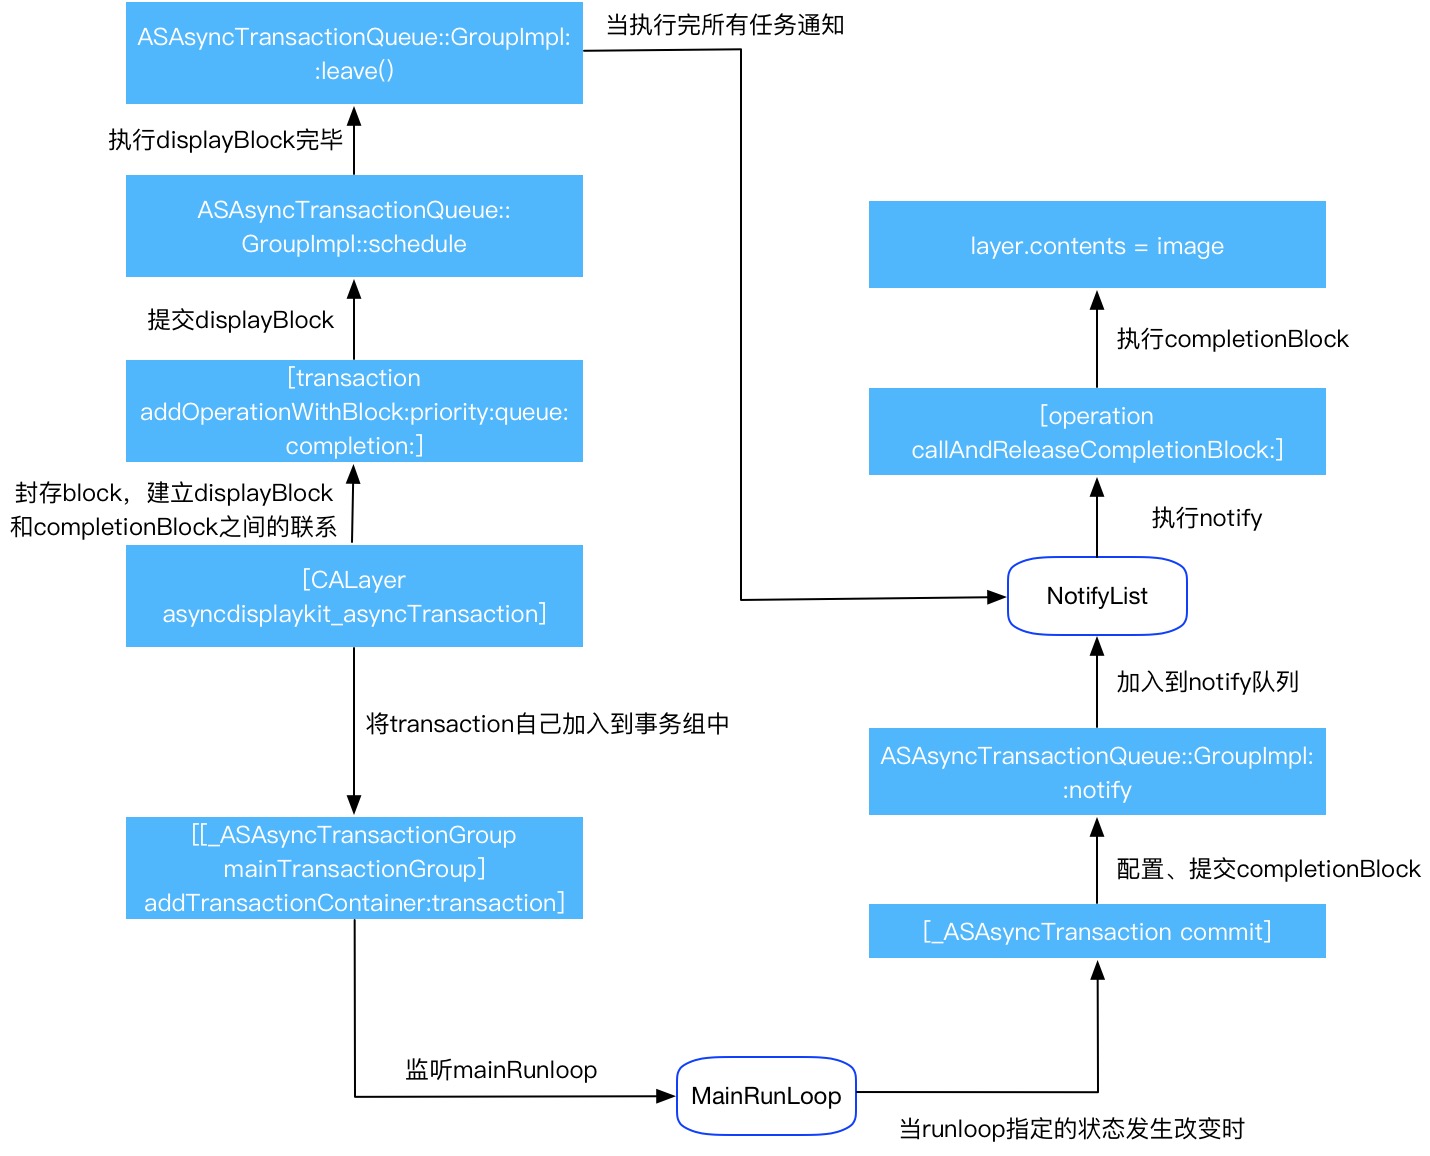 ASAsyncTransactionQueue::GroupImpl:
:leave()
当执行完所有任务通知
执行displayBlock完毕
ASAsyncTransactionQueue::
GroupImpl::schedule
提交displayBlock
[transaction
addOperationWithBlock:priority:queue:
completion:]
封存block，建立displayBlock
和completionBlock之间的联系
[CALayer
asyncdisplaykit_asyncTransaction]
将transaction自己加入到事务组中
[[_ASAsyncTransactionGroup
mainTransactionGroup]
addTransactionContainer:transaction]
监听mainRunloop
MainRunLoop
当runloop指定的状态发生改变时
layer.contents = image
执行completionBlock
[operation
callAndReleaseCompletionBlock:]
执行notify
NotifyList
加入到notify队列
ASAsyncTransactionQueue::GroupImpl:
:notify
配置、提交completionBlock
[_ASAsyncTransaction commit]